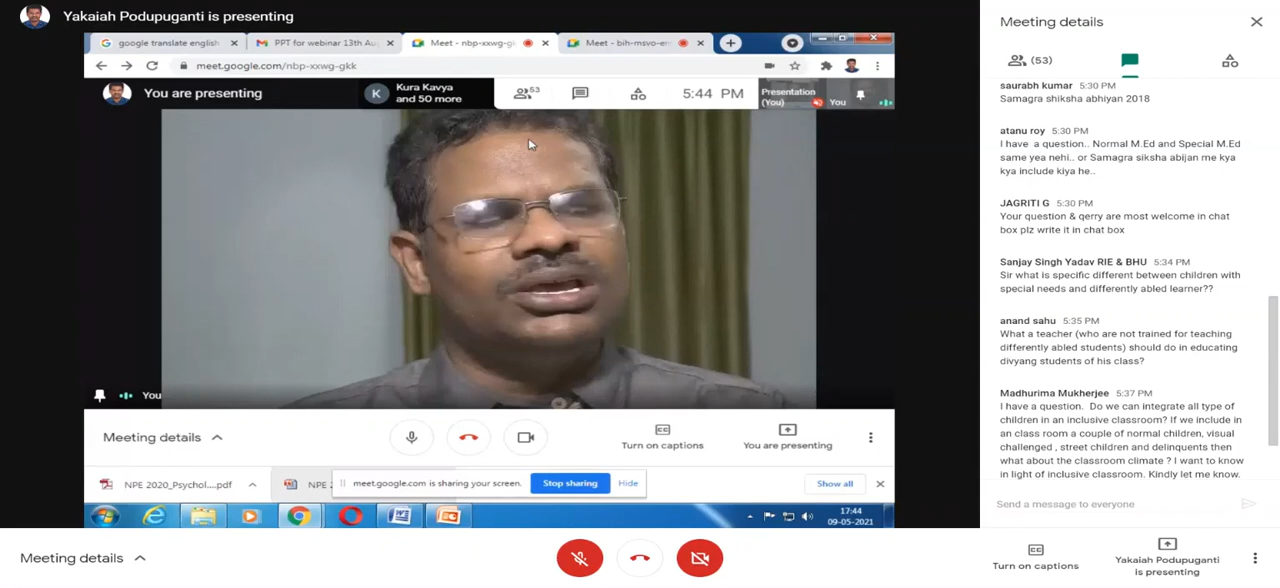 Yakaiah Podupuganti is presenting
google translate english
PPT for webinar 13th Au
Meet - nbp-xxwg-g
Meet - bih-msvo-e
meet.google.com/nbp-xxwg-gkk
You are presenting
K
Kura Kavya
and 50 more
53
5:44 PM
Presentation
(You)
You
You
Meeting details
Turn on captions
You are presenting
NPE 2020_Psychol....pdf
NPE
meet.google.com is sharing your screen.
Stop sharing
Hide
Show all
17:44
09-05-2021
Meeting details
(53)
saurabh kumar 5:30 PM
Samagra shiksha abhiyan 2018
atanu roy 5:30 PM
I have a question.. Normal M.Ed and Special M.Ed
same yea nehi.. or Samagra siksha abijan me kya
kya include kiya he..
JAGRITI G 5:30 PM
Your question & qerry are most welcome in chat
box plz write it in chat box
Sanjay Singh Yadav RIE & BHU 5:34 PM
Sir what is specific different between children with
special needs and differently abled learner??
anand sahu 5:35 PM
What a teacher (who are not trained for teaching
differently abled students) should do in educating
divyang students of his class?
Madhurima Mukherjee 5:37 PM
I have a question. Do we can integrate all type of
children in an inclusive classroom? If we include in
an class room a couple of normal children, visual
challenged , street children and delinquents then
what about the classroom climate ? I want to know
in light of inclusive classroom. Kindly let me know.
Send a message to everyone
Meeting details
Turn on captions
Yakaiah Podupuganti
is presenting